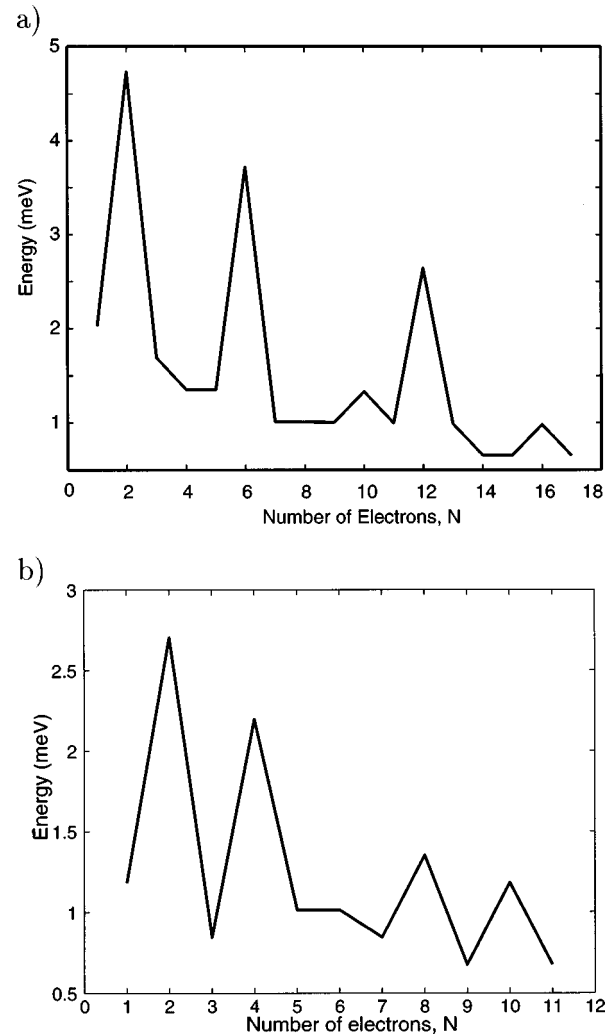 a)
5
4
3
2
1
Energy (meV)
0 2 4 6 8 10 12 14 16 18
Number of Electrons, N
b)
3
2.5
2
1.5
1
0.5
Energy (meV)
0 1 2 3 4 5 6 7 8 9 10 11 12
Number of electrons, N